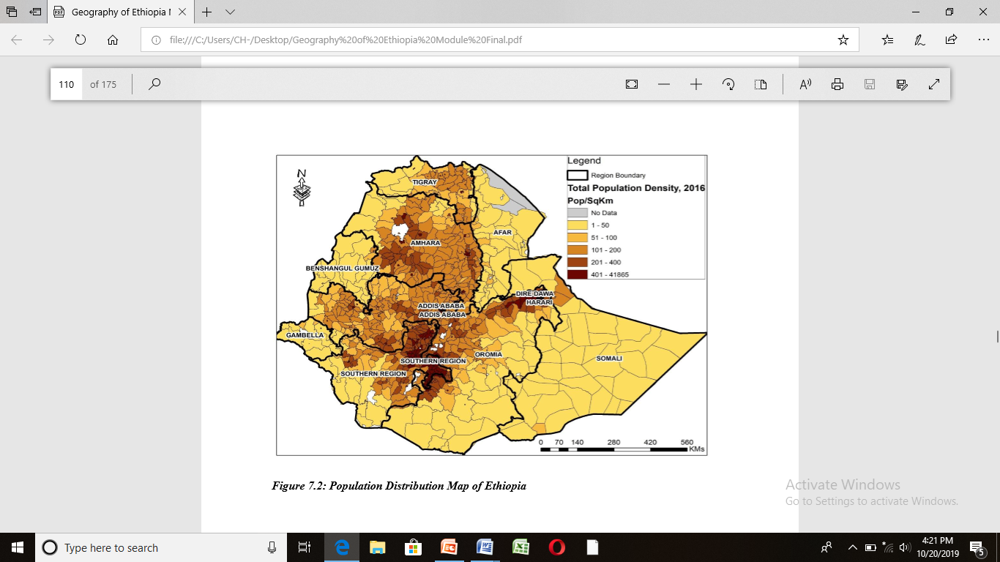 Geography of Ethiopia I
file:///C:/Users/CH-/Desktop/Geography%20of%20Ethiopia%20Module%20Final.pdf
110 of 175
N
TIGRAY
AFAR
AMHARA
BENSHANGUL GUMUZ
DIRE DAWA
HARARI
ADDIS ABABA
ADDIS ABABA
GAMBELLA
OROMIA
SOMALI
SOUTHERN REGION
SOUTHERN REGION
Legend
Region Boundary
Total Population Density, 2016
Pop/SqKm
No Data
1 - 50
51 - 100
101 - 200
201 - 400
401 - 41865
0 70 140 280 420 560
KMs
Figure 7.2: Population Distribution Map of Ethiopia
Activate Windows
Go to Settings to activate Windows.
Type here to search
4:21 PM
10/20/2019
5